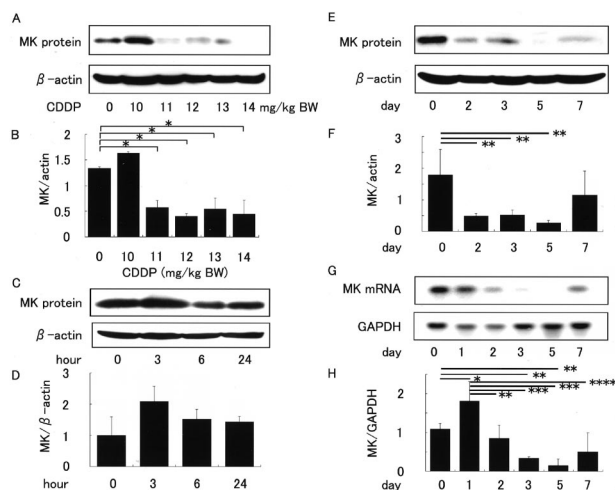 A
MK protein
β-actin
CDDP 0 10 11 12 13 14 mg/kg BW
B
MK/actin
2
1.5
1
0.5
0
* * * *
0 10 11 12 13 14
CDDP (mg/kg BW)
C
MK protein
β-actin
hour 0 3 6 24
D
MK/β-actin
3
2
1
0
hour 0 3 6 24
E
MK protein
β-actin
day 0 2 3 5 7
F
MK/actin
3
2
1
0
**
**
**
day 0 2 3 5 7
G
MK mRNA
GAPDH
day 0 1 2 3 5 7
H
MK/GAPDH
2
1
0
**
**
* ****
***
***
**
day 0 1 2 3 5 7